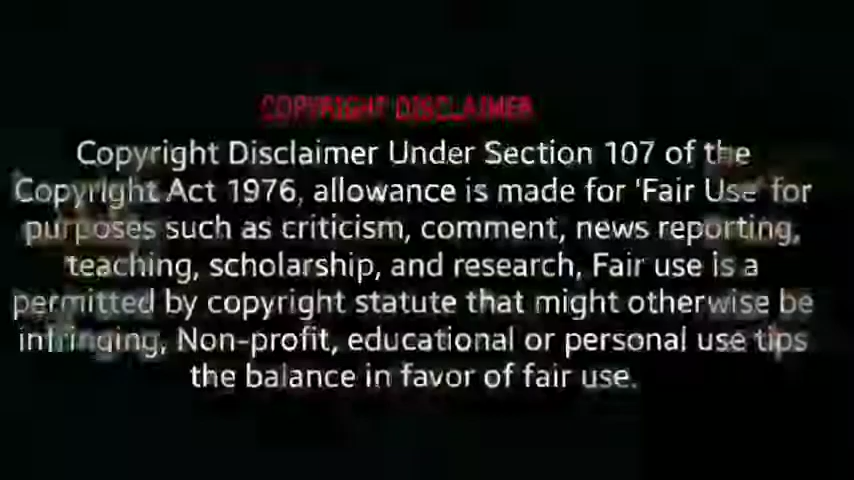 COPYRIGHT DISCLAIMER
Copyright Disclaimer Under Section 107 of the
Copyright Act 1976, allowance is made for 'Fair Use' for
purposes such as criticism, comment, news reporting,
teaching, scholarship, and research, Fair use is a
permitted by copyright statute that might otherwise be
infringing, Non-profit, educational or personal use tips
the balance in favor of fair use.